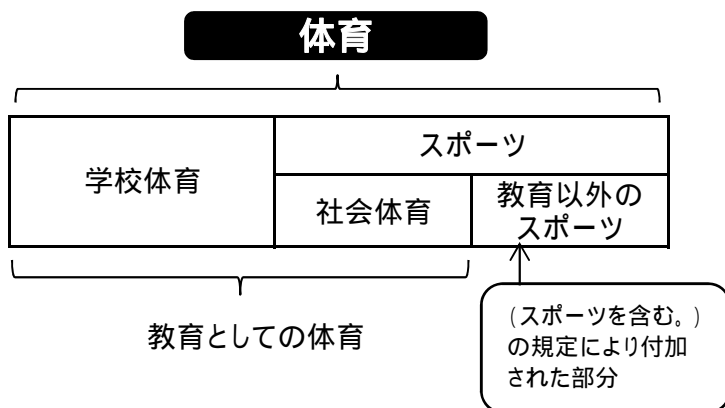 体育
学校体育
スポーツ
社会体育
教育以外の
スポーツ
教育としての体育
(スポーツを含む。)
の規定により付加
された部分